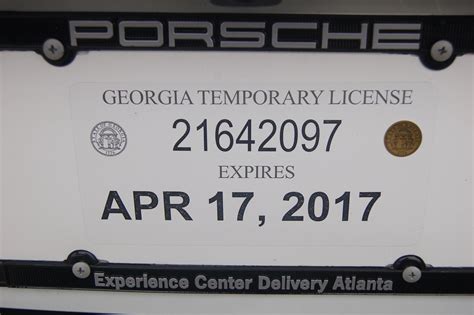 PORSCHE
GEORGIA TEMPORARY LICENSE
21642097
EXPIRES
APR 17, 2017
Experience Center Delivery Atlanta